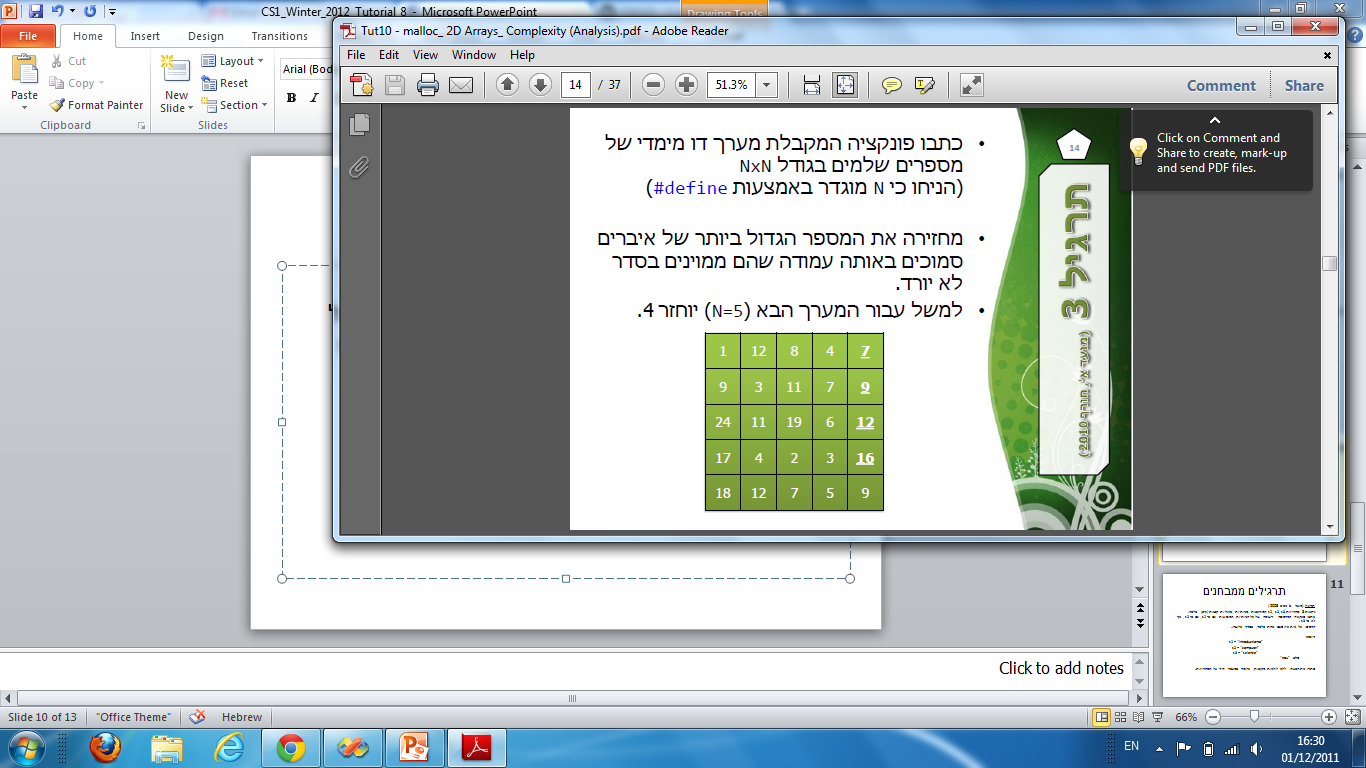 CS1_Winter_2012_Tutorial 8 - Microsoft PowerPoint
Drawing Tools
File Home Insert Design Transitions
Paste
Cut
Copy
Format Painter
Clipboard
New Slide
Layout
Reset
Section
Slides
Arial (Bod
B I
Tut10 - malloc_ 2D Arrays_ Complexity (Analysis).pdf - Adobe Reader
File Edit View Window Help
14 / 37 51.3%
Comment Share
Click on Comment and
Share to create, mark-up
and send PDF files.
14
תרגיל 3
(מועד א', חורף 2010)
• כתבו פונקציה המקבלת מערך דו מימדי של
מספרים שלמים בגודל NxN
(הניחו כי N מוגדר באמצעות #define)
• מחזירה את המספר הגדול ביותר של איברים
סמוכים באותה עמודה שהם ממוינים בסדר
לא יורד.
• למשל עבור המערך הבא (N=5) יוחזר 4.
1 12 8 4 7
9 3 11 7 9
24 11 19 6 12
17 4 2 3 16
18 12 7 5 9
11
תרגילים ממבחנים
Click to add notes
Slide 10 of 13 "Office Theme" Hebrew 66%
EN 16:30
01/12/2011